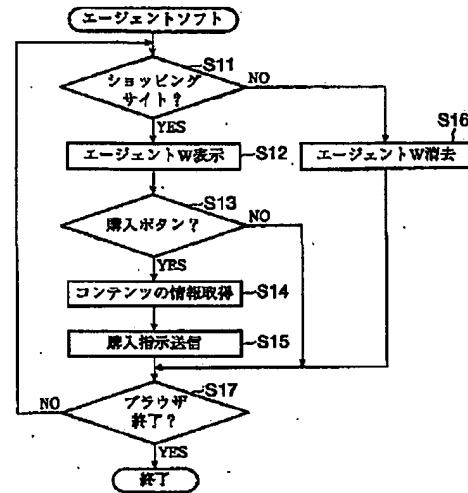 エージェントソフト
S11
ショッピング
サイト?
NO
YES
S16
エージェントW表示
S12
エージェントW消去
S13
購入ボタン?
NO
YES
コンテンツの情報取得
S14
購入指示送信
S15
S17
NO
ブラウザ
終了?
YES
終了